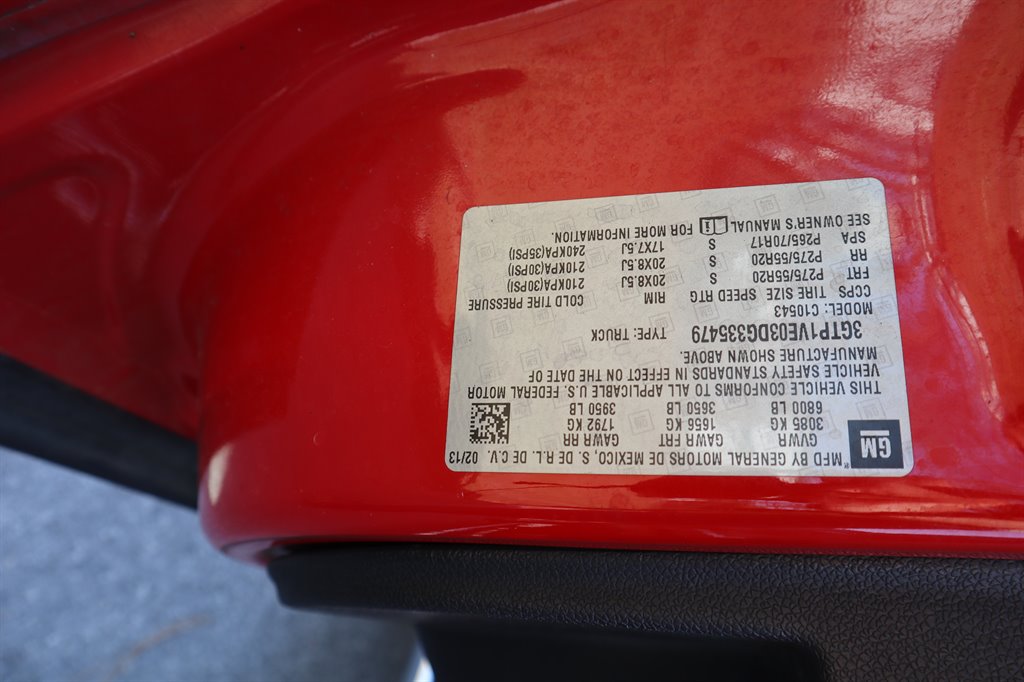 MFD BY GENERAL MOTORS DE MEXICO, S. DE R.L. DE C.V. 02/13
GM
GVWR GAWR FRT GAWR RR
3085 KG 1656 KG 1792 KG
6800 LB 3650 LB 3950 LB
THIS VEHICLE CONFORMS TO ALL APPLICABLE U.S. FEDERAL MOTOR
VEHICLE SAFETY STANDARDS IN EFFECT ON THE DATE OF
MANUFACTURE SHOWN ABOVE.
3GTP1VE03DG335479 TYPE: TRUCK
MODEL: C10543
CCPS TIRE SIZE SPEED RTG RIM COLD TIRE PRESSURE
FRT P275/55R20 S 20X8.5J 210KPA(30PSI)
RR P275/55R20 S 20X8.5J 210KPA(30PSI)
SPA P265/70R17 S 17X7.5J 240KPA(35PSI)
SEE OWNER'S MANUAL FOR MORE INFORMATION.